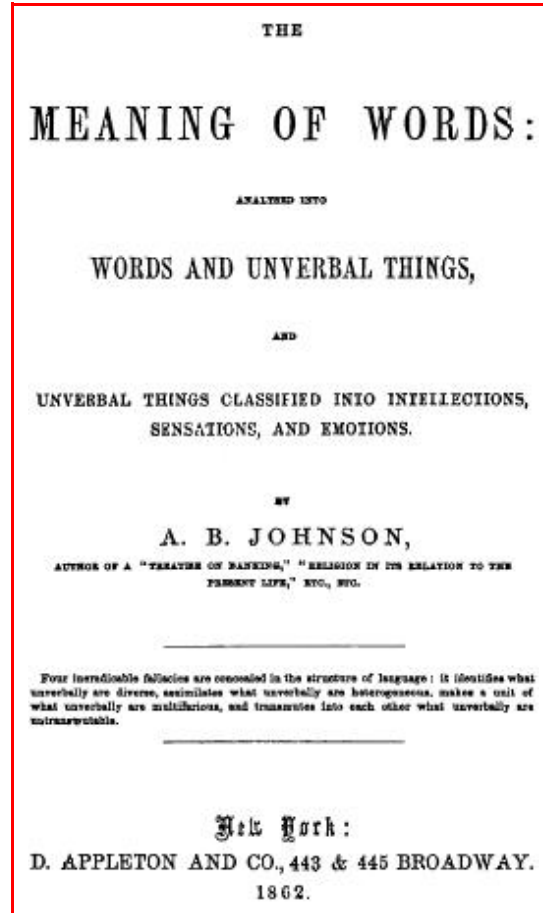 THE
MEANING OF WORDS:
ANALYSED INTO
WORDS AND UNVERBAL THINGS,
AND
UNVERBAL THINGS CLASSIFIED INTO INTELLECTIONS,
SENSATIONS, AND EMOTIONS.
BY
A. B. JOHNSON,
AUTHOR OF A "TREATISE ON BANKING," "RELIGION IN ITS RELATION TO THE
PRESENT LIFE," ETC., ETC.
Four ineradicable fallacies are concealed in the structure of language: it identifies what
unverbally are diverse, assimilates what unverbally are heterogeneous, makes a unit of
what unverbally are multifarious, and transmutes into each other what unverbally are
untransmutable.
New York:
D. APPLETON AND CO., 443 & 445 BROADWAY.
1862.